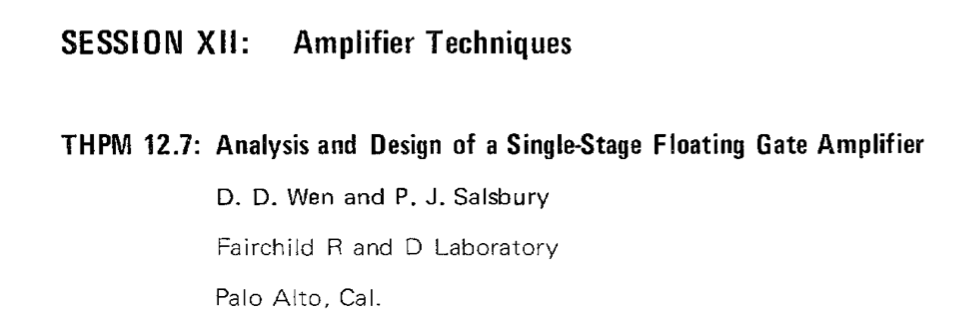 SESSION XII: Amplifier Techniques
THPM 12.7: Analysis and Design of a Single-Stage Floating Gate Amplifier
D. D. Wen and P. J. Salsbury
Fairchild R and D Laboratory
Palo Alto, Cal.